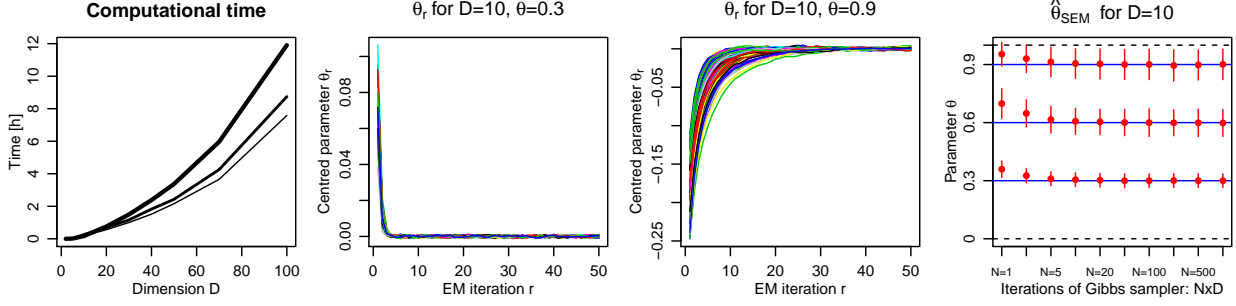 Computational time
Time [h]
12
10
8
6
4
2
0
0 20 40 60 80 100
Dimension D
θr for D=10, θ=0.3
Centred parameter θr
0.08
0.04
0.00
0 10 20 30 40 50
EM iteration r
θr for D=10, θ=0.9
Centred parameter θr
−0.05
−0.15
−0.25
0 10 20 30 40 50
EM iteration r
θ̂SEM for D=10
Parameter θ
0.9
0.6
0.3
0
N=1 N=5 N=20 N=100 N=500
Iterations of Gibbs sampler: NxD